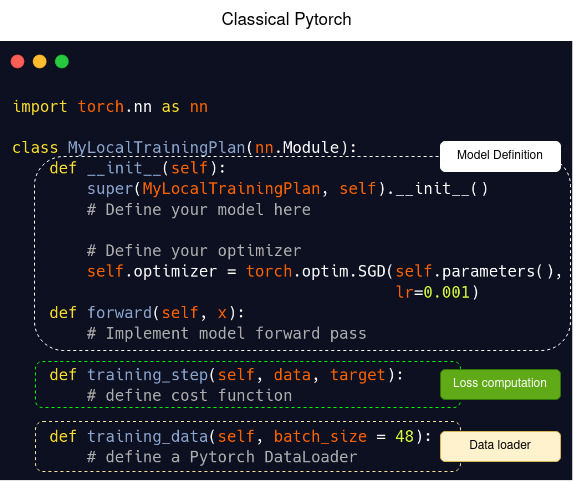 Classical Pytorch
import torch.nn as nn
class MyLocalTrainingPlan(nn.Module):
Model Definition
def __init__(self):
super(MyLocalTrainingPlan, self).__init__()
# Define your model here
# Define your optimizer
self.optimizer = torch.optim.SGD(self.parameters(),
lr=0.001)
def forward(self, x):
# Implement model forward pass
def training_step(self, data, target):
Loss computation
# define cost function
def training_data(self, batch_size = 48):
Data loader
# define a Pytorch DataLoader